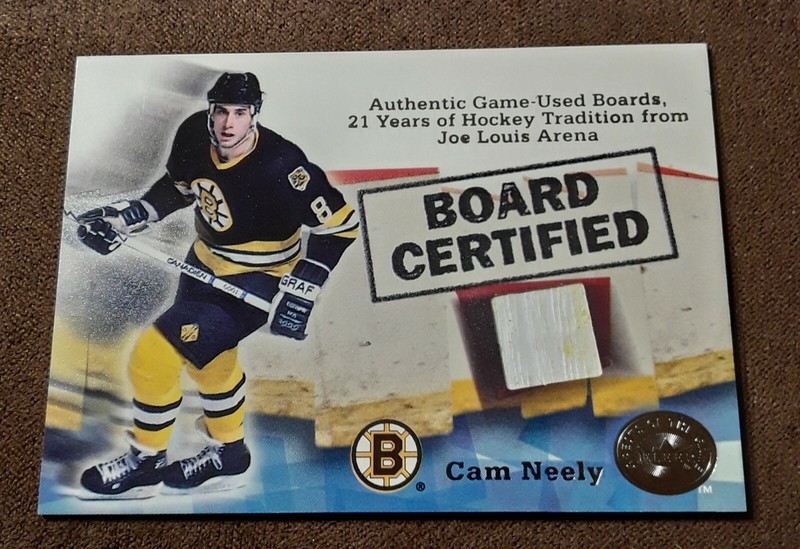 Authentic Game-Used Boards,
21 Years of Hockey Tradition from
Joe Louis Arena
BOARD
CERTIFIED
8
CANADIEN
GRAF
B
B
®
Cam Neely
TM